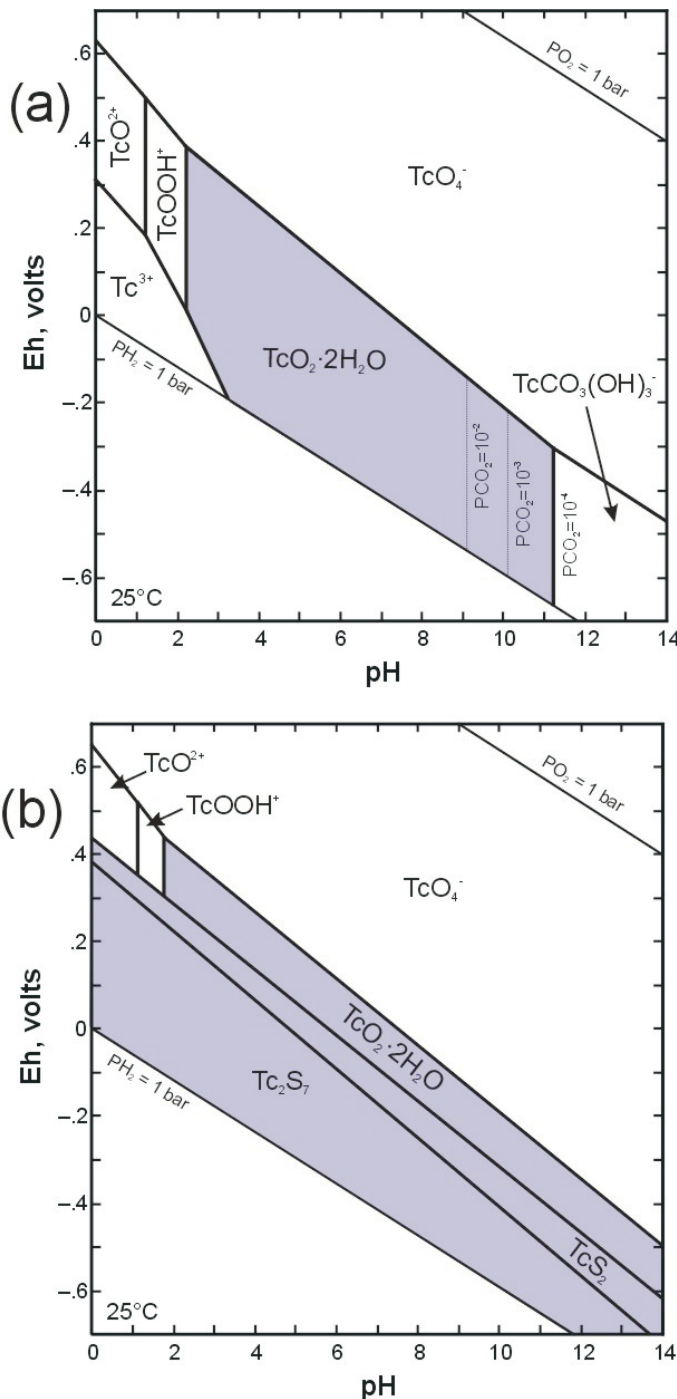 (a)
Eh, volts
.6
.4
.2
0
–.2
–.4
–.6
PO₂ = 1 bar
TcO²⁺
TcOOH⁺
TcO₄⁻
Tc³⁺
PH₂ = 1 bar
TcO₂·2H₂O
TcCO₃(OH)₃⁻
PCO₂=10⁻²
PCO₂=10⁻³
PCO₂=10⁻⁴
25°C
0 2 4 6 8 10 12 14
pH
(b)
Eh, volts
.6
.4
.2
0
–.2
–.4
–.6
PO₂ = 1 bar
TcO²⁺
TcOOH⁺
TcO₄⁻
TcO₂·2H₂O
Tc₂S₇
PH₂ = 1 bar
TcS₂
25°C
0 2 4 6 8 10 12 14
pH